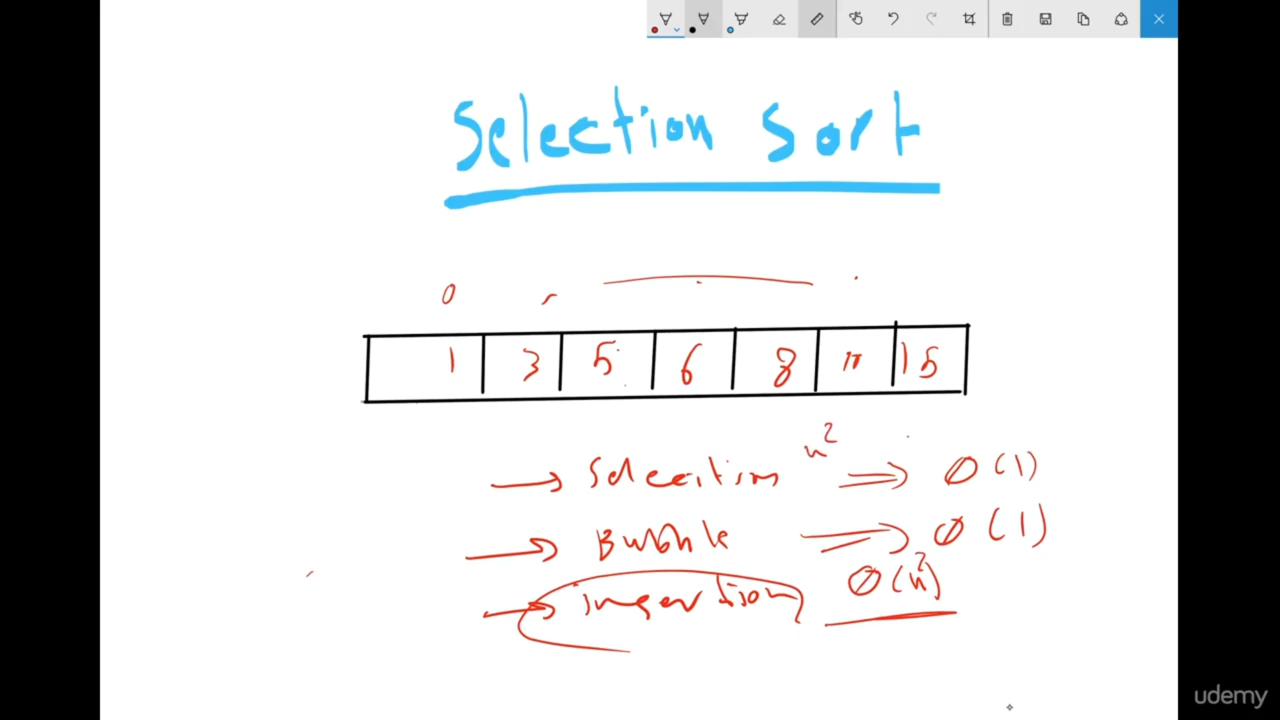 Selection Sort
0
1 3 5 6 8 11 15
→ Selection n² ⇒ O(1)
→ Bubble ⇒ O(1)
→ insertion O(n²)
udemy